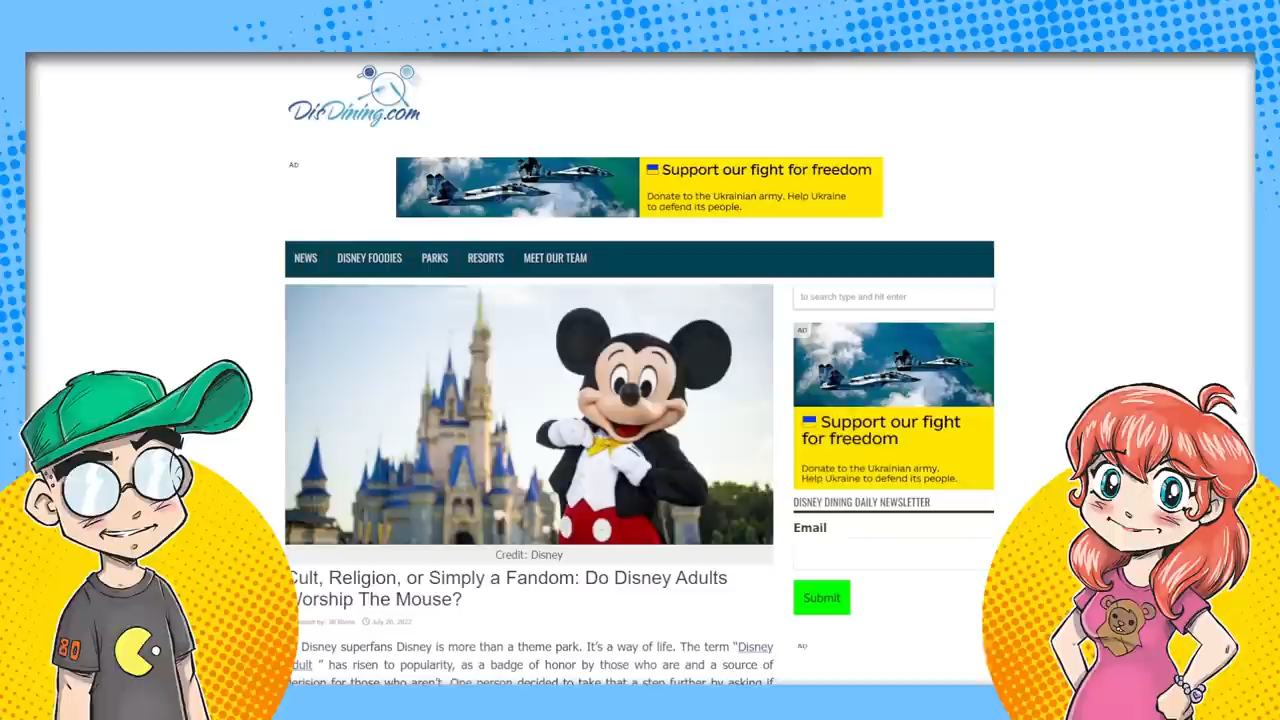 DisDining.com
AD
Support our fight for freedom
Donate to the Ukrainian army. Help Ukraine
to defend its people.
NEWS DISNEY FOODIES PARKS RESORTS MEET OUR TEAM
to search type and hit enter
AD
Support our fight
for freedom
Donate to the Ukrainian army.
Help Ukraine to defend its people.
DISNEY DINING DAILY NEWSLETTER
Email
Submit
AD
Credit: Disney
Cult, Religion, or Simply a Fandom: Do Disney Adults
Worship The Mouse?
July 20, 2022
Disney superfans Disney is more than a theme park. It's a way of life. The term "Disney
" has risen to popularity, as a badge of honor by those who are and a source of
derision for those who aren't. One person decided to take that a step further by asking if
80